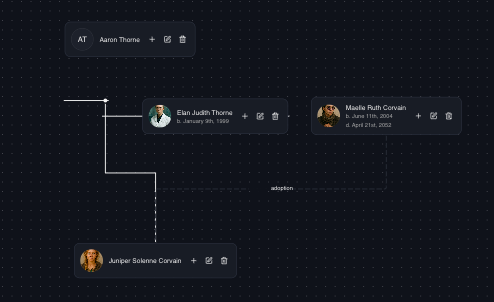 AT Aaron Thorne
Elan Judith Thorne
b. January 9th, 1999
Maelle Ruth Corvain
b. June 11th, 2004
d. April 21st, 2052
adoption
Juniper Solenne Corvain